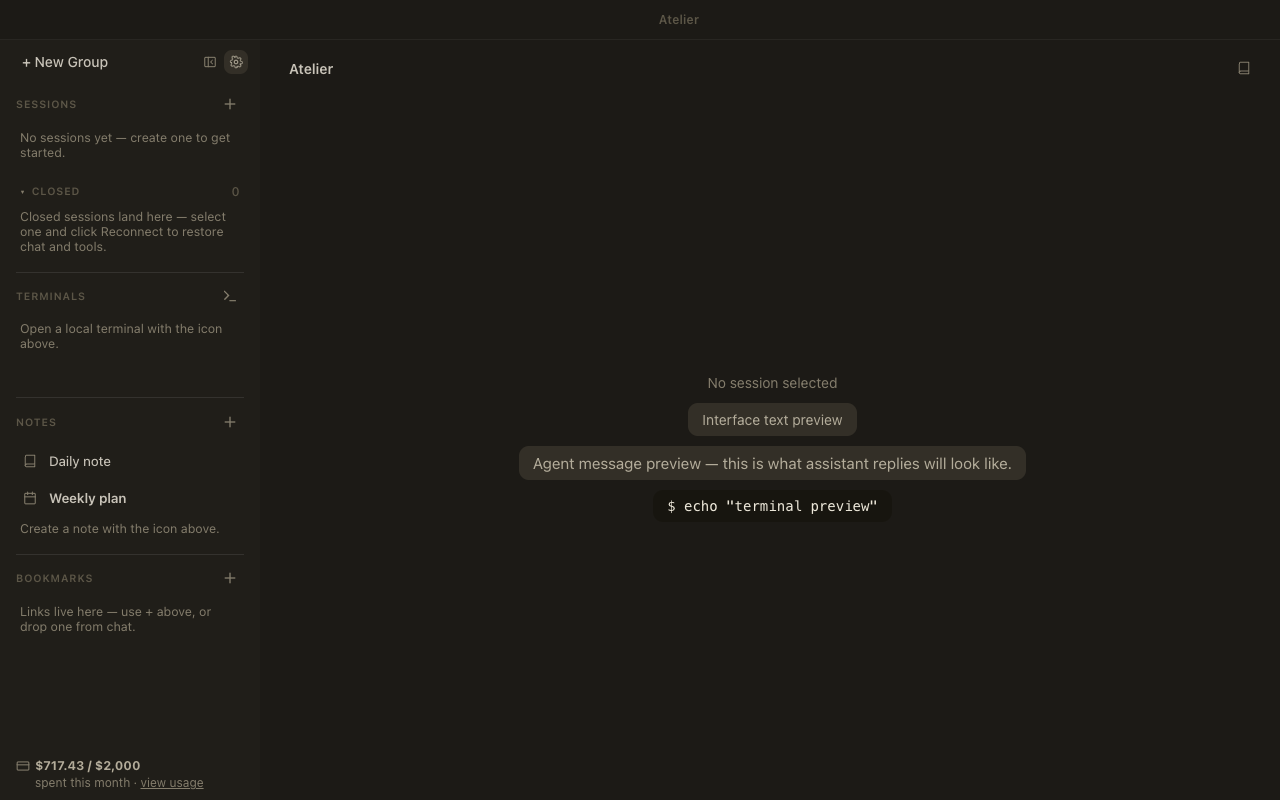 Atelier
+ New Group
SESSIONS
No sessions yet — create one to get
started.
CLOSED 0
Closed sessions land here — select
one and click Reconnect to restore
chat and tools.
TERMINALS
Open a local terminal with the icon
above.
NOTES
Daily note
Weekly plan
Create a note with the icon above.
BOOKMARKS
Links live here — use + above, or
drop one from chat.
$717.43 / $2,000
spent this month · view usage
Atelier
No session selected
Interface text preview
Agent message preview — this is what assistant replies will look like.
$ echo "terminal preview"